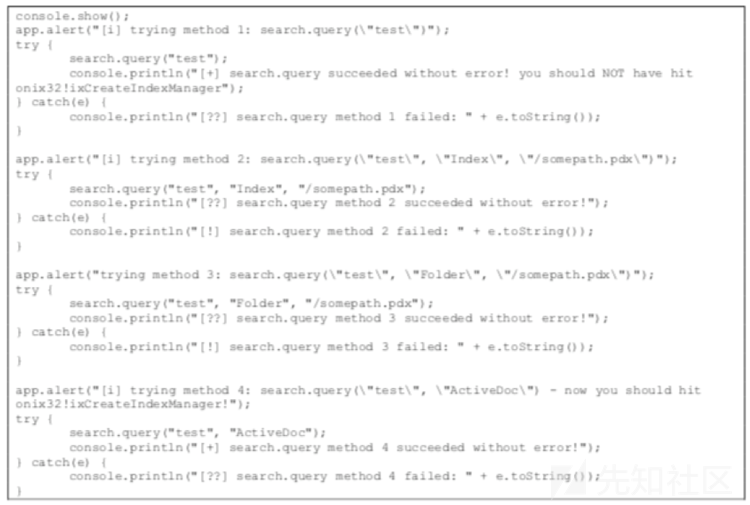 console.show();
app.alert("[i] trying method 1: search.query(\"test\")");
try {
search.query("test");
console.println("[+] search.query succeeded without error! you should NOT have hit
onix32!ixCreateIndexManager");
} catch(e) {
console.println("[??] search.query method 1 failed: " + e.toString());
}
app.alert("[i] trying method 2: search.query(\"test\", \"Index\", \"/somepath.pdx\")");
try {
search.query("test", "Index", "/somepath.pdx");
console.println("[??] search.query method 2 succeeded without error!");
} catch(e) {
console.println("[!] search.query method 2 failed: " + e.toString());
}
app.alert("trying method 3: search.query(\"test\", \"Folder\", \"/somepath.pdx\")");
try {
search.query("test", "Folder", "/somepath.pdx");
console.println("[??] search.query method 3 succeeded without error!");
} catch(e) {
console.println("[!] search.query method 3 failed: " + e.toString());
}
app.alert("[i] trying method 4: search.query(\"test\", \"ActiveDoc\") - now you should hit
onix32!ixCreateIndexManager!");
try {
search.query("test", "ActiveDoc");
console.println("[+] search.query method 4 succeeded without error!");
} catch(e) {
console.println("[??] search.query method 4 failed: " + e.toString());
}
先知社区